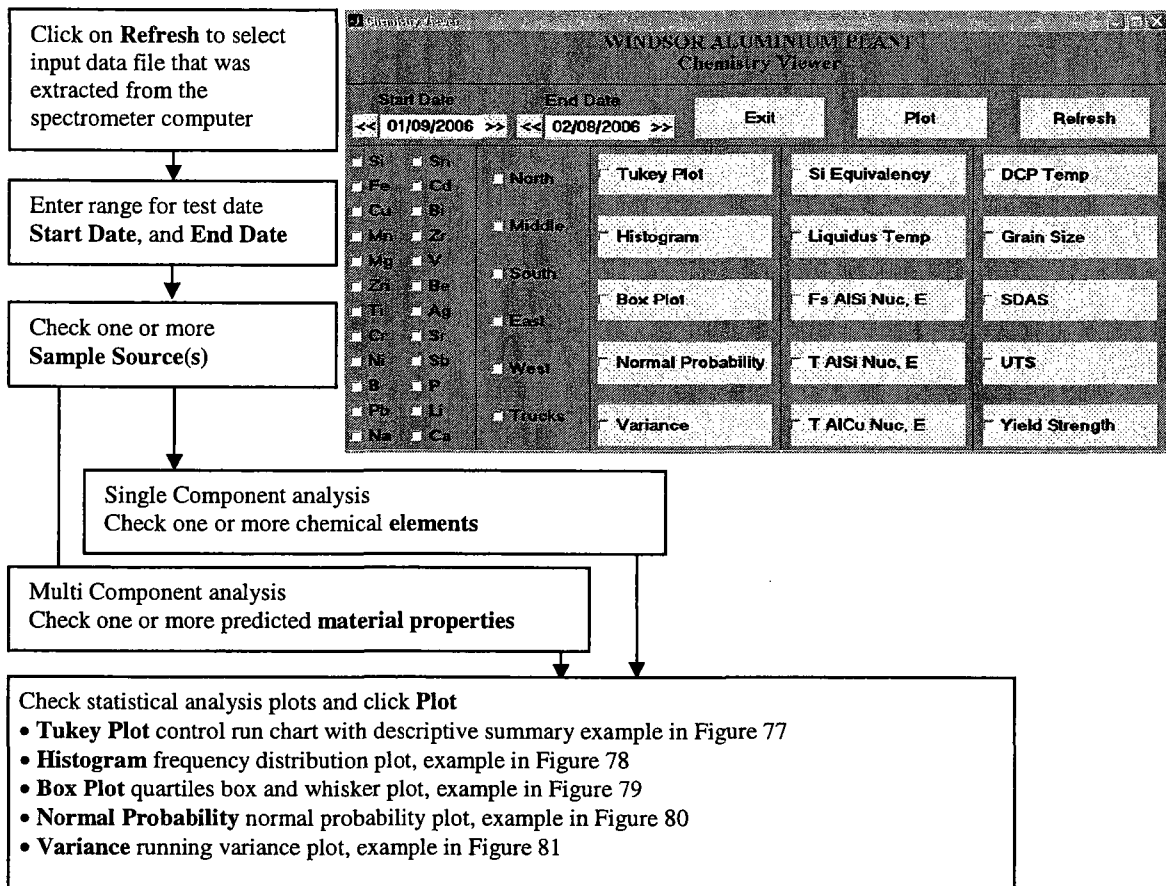 Click on Refresh to select
input data file that was
extracted from the
spectrometer computer
Enter range for test date
Start Date, and End Date
Check one or more
Sample Source(s)
Single Component analysis
Check one or more chemical elements
Multi Component analysis
Check one or more predicted material properties
Check statistical analysis plots and click Plot
• Tukey Plot control run chart with descriptive summary example in Figure 77
• Histogram frequency distribution plot, example in Figure 78
• Box Plot quartiles box and whisker plot, example in Figure 79
• Normal Probability normal probability plot, example in Figure 80
• Variance running variance plot, example in Figure 81
Chemistry Viewer
WINDSOR ALUMINIUM PLANT
Chemistry Viewer
Start Date End Date
<< 01/09/2006 >> << 02/08/2006 >> Exit Plot Refresh
Si Sn
Fe Cd
Cu Bi
Mn Zr
Mg V
Zn Be
Ti Ag
Cr Sr
Ni Sb
B P
Pb Li
Na Ca
North
Middle
South
East
West
Trucks
Tukey Plot
Histogram
Box Plot
Normal Probability
Variance
Si Equivalency
Liquidus Temp
Fs AlSi Nuc, E
T AlSi Nuc, E
T AlCu Nuc, E
DCP Temp
Grain Size
SDAS
UTS
Yield Strength